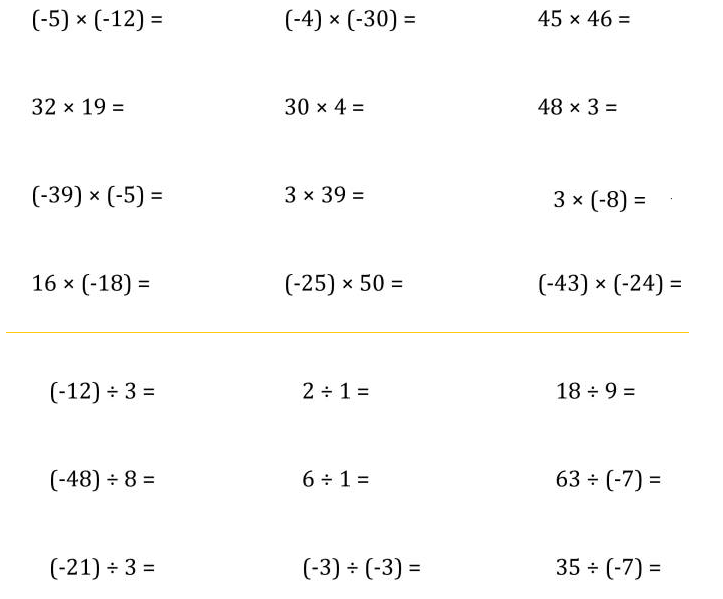 (-5) × (-12) = (-4) × (-30) = 45 × 46 =
32 × 19 = 30 × 4 = 48 × 3 =
(-39) × (-5) = 3 × 39 = 3 × (-8) =
16 × (-18) = (-25) × 50 = (-43) × (-24) =
(-12) ÷ 3 = 2 ÷ 1 = 18 ÷ 9 =
(-48) ÷ 8 = 6 ÷ 1 = 63 ÷ (-7) =
(-21) ÷ 3 = (-3) ÷ (-3) = 35 ÷ (-7) =